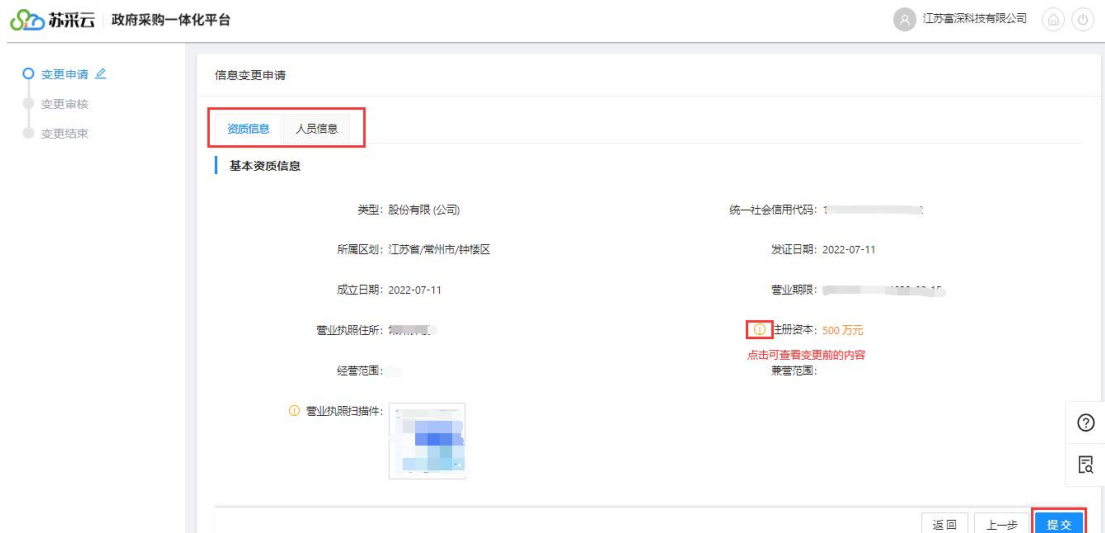 苏采云 政府采购一体化平台
江苏富深科技有限公司
变更申请
变更审核
变更结束
信息变更申请
资质信息 人员信息
基本资质信息
类型: 股份有限 (公司)
统一社会信用代码:
所属区划: 江苏省/常州市/钟楼区
发证日期: 2022-07-11
成立日期: 2022-07-11
营业期限:
营业执照住所:
注册资本: 500 万元
点击可查看变更前的内容
经营范围:
兼营范围:
营业执照扫描件:
返回 上一步 提交